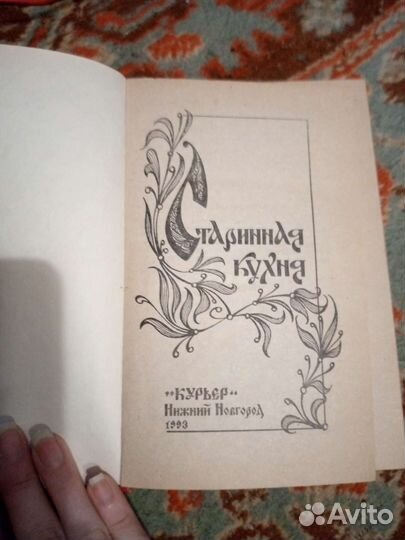 Старинная
кухня
"КУРЬЕР"
Нижний Новгород
1993
Avito